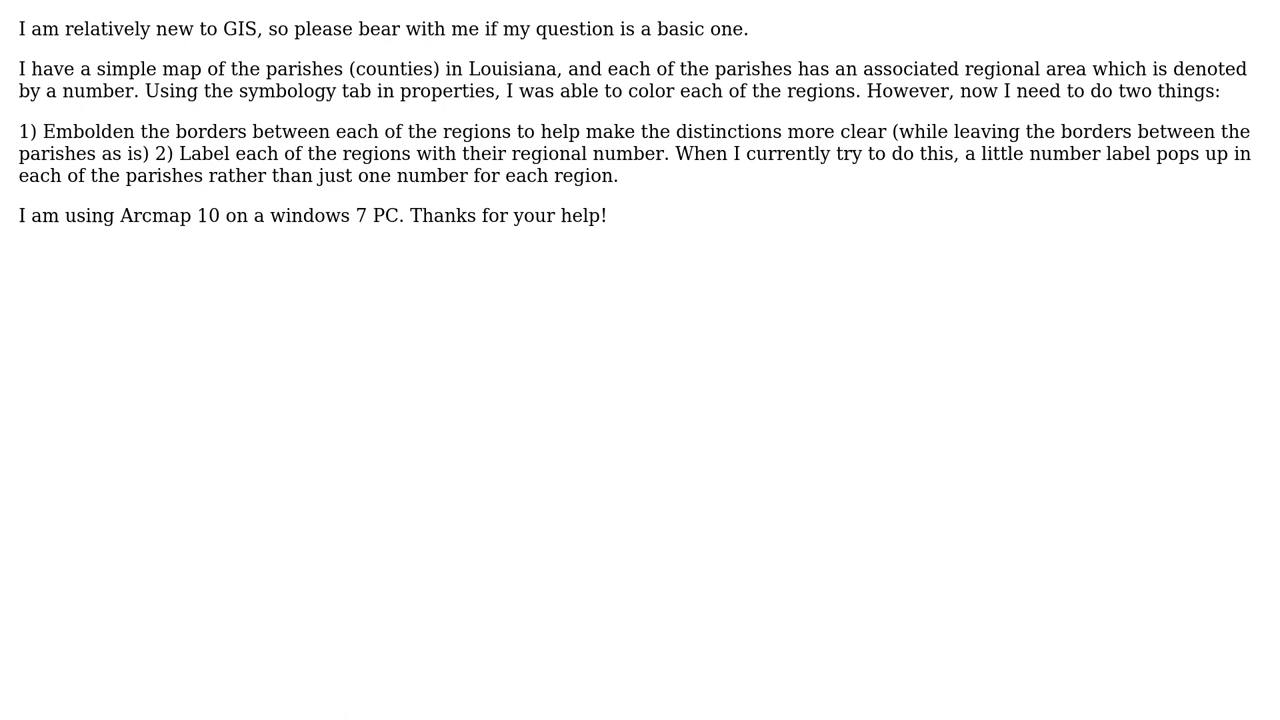 I am relatively new to GIS, so please bear with me if my question is a basic one.
I have a simple map of the parishes (counties) in Louisiana, and each of the parishes has an associated regional area which is denoted
by a number. Using the symbology tab in properties, I was able to color each of the regions. However, now I need to do two things:
1) Embolden the borders between each of the regions to help make the distinctions more clear (while leaving the borders between the
parishes as is) 2) Label each of the regions with their regional number. When I currently try to do this, a little number label pops up in
each of the parishes rather than just one number for each region.
I am using Arcmap 10 on a windows 7 PC. Thanks for your help!